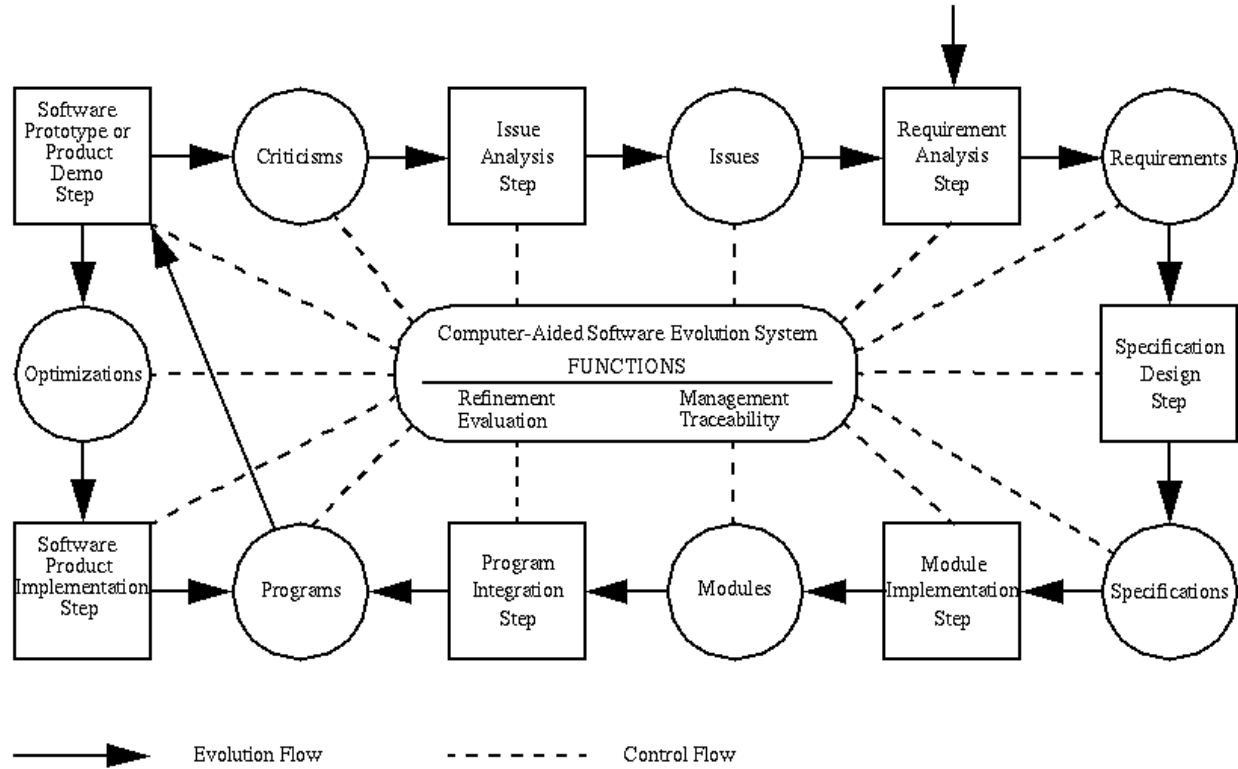 Software
Prototype or
Product
Demo
Step
Criticisms
Issue
Analysis
Step
Issues
Requirement
Analysis
Step
Requirements
Optimizations
Computer-Aided Software Evolution System
FUNCTIONS
Refinement
Evaluation
Management
Traceability
Specification
Design
Step
Software
Product
Implementation
Step
Programs
Program
Integration
Step
Modules
Module
Implementation
Step
Specifications
Evolution Flow
Control Flow